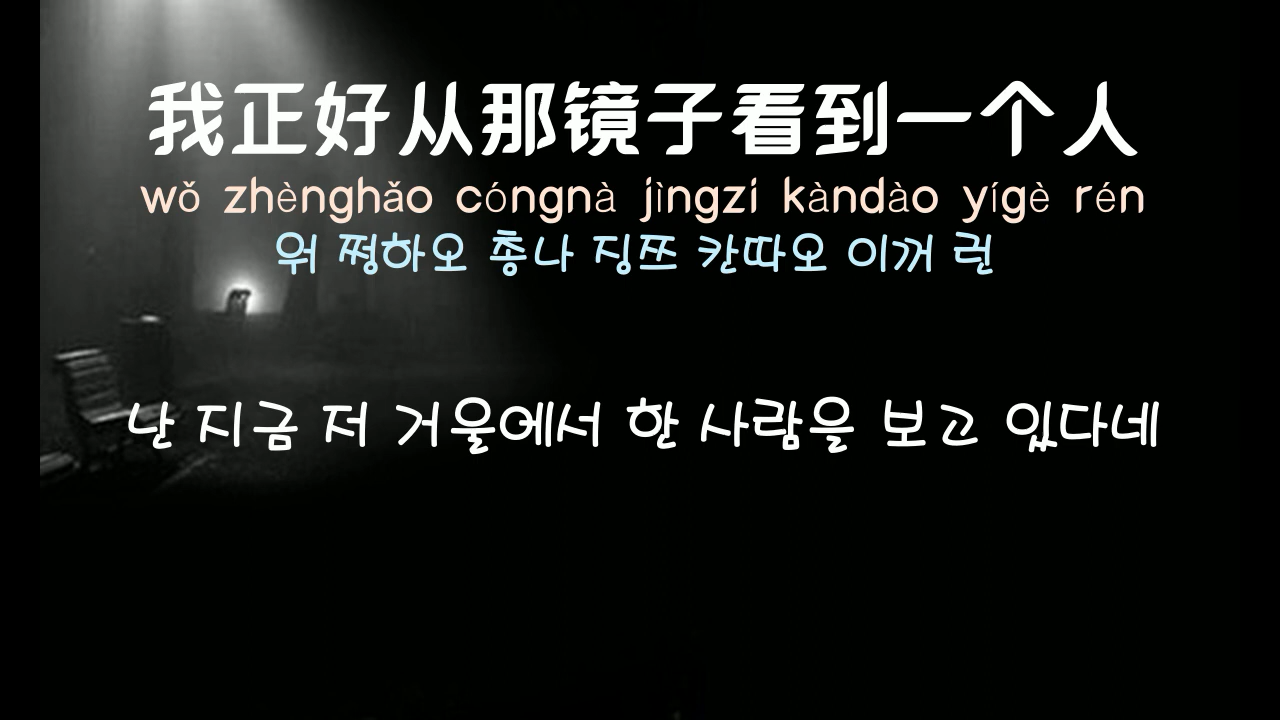 我正好从那镜子看到一个人
wǒ zhènghǎo cóngnà jìngzi kàndào yígè rén
워 쩡하오 총나 징쯔 칸따오 이꺼 런
난 지금 저 거울에서 한 사람을 보고 있다네